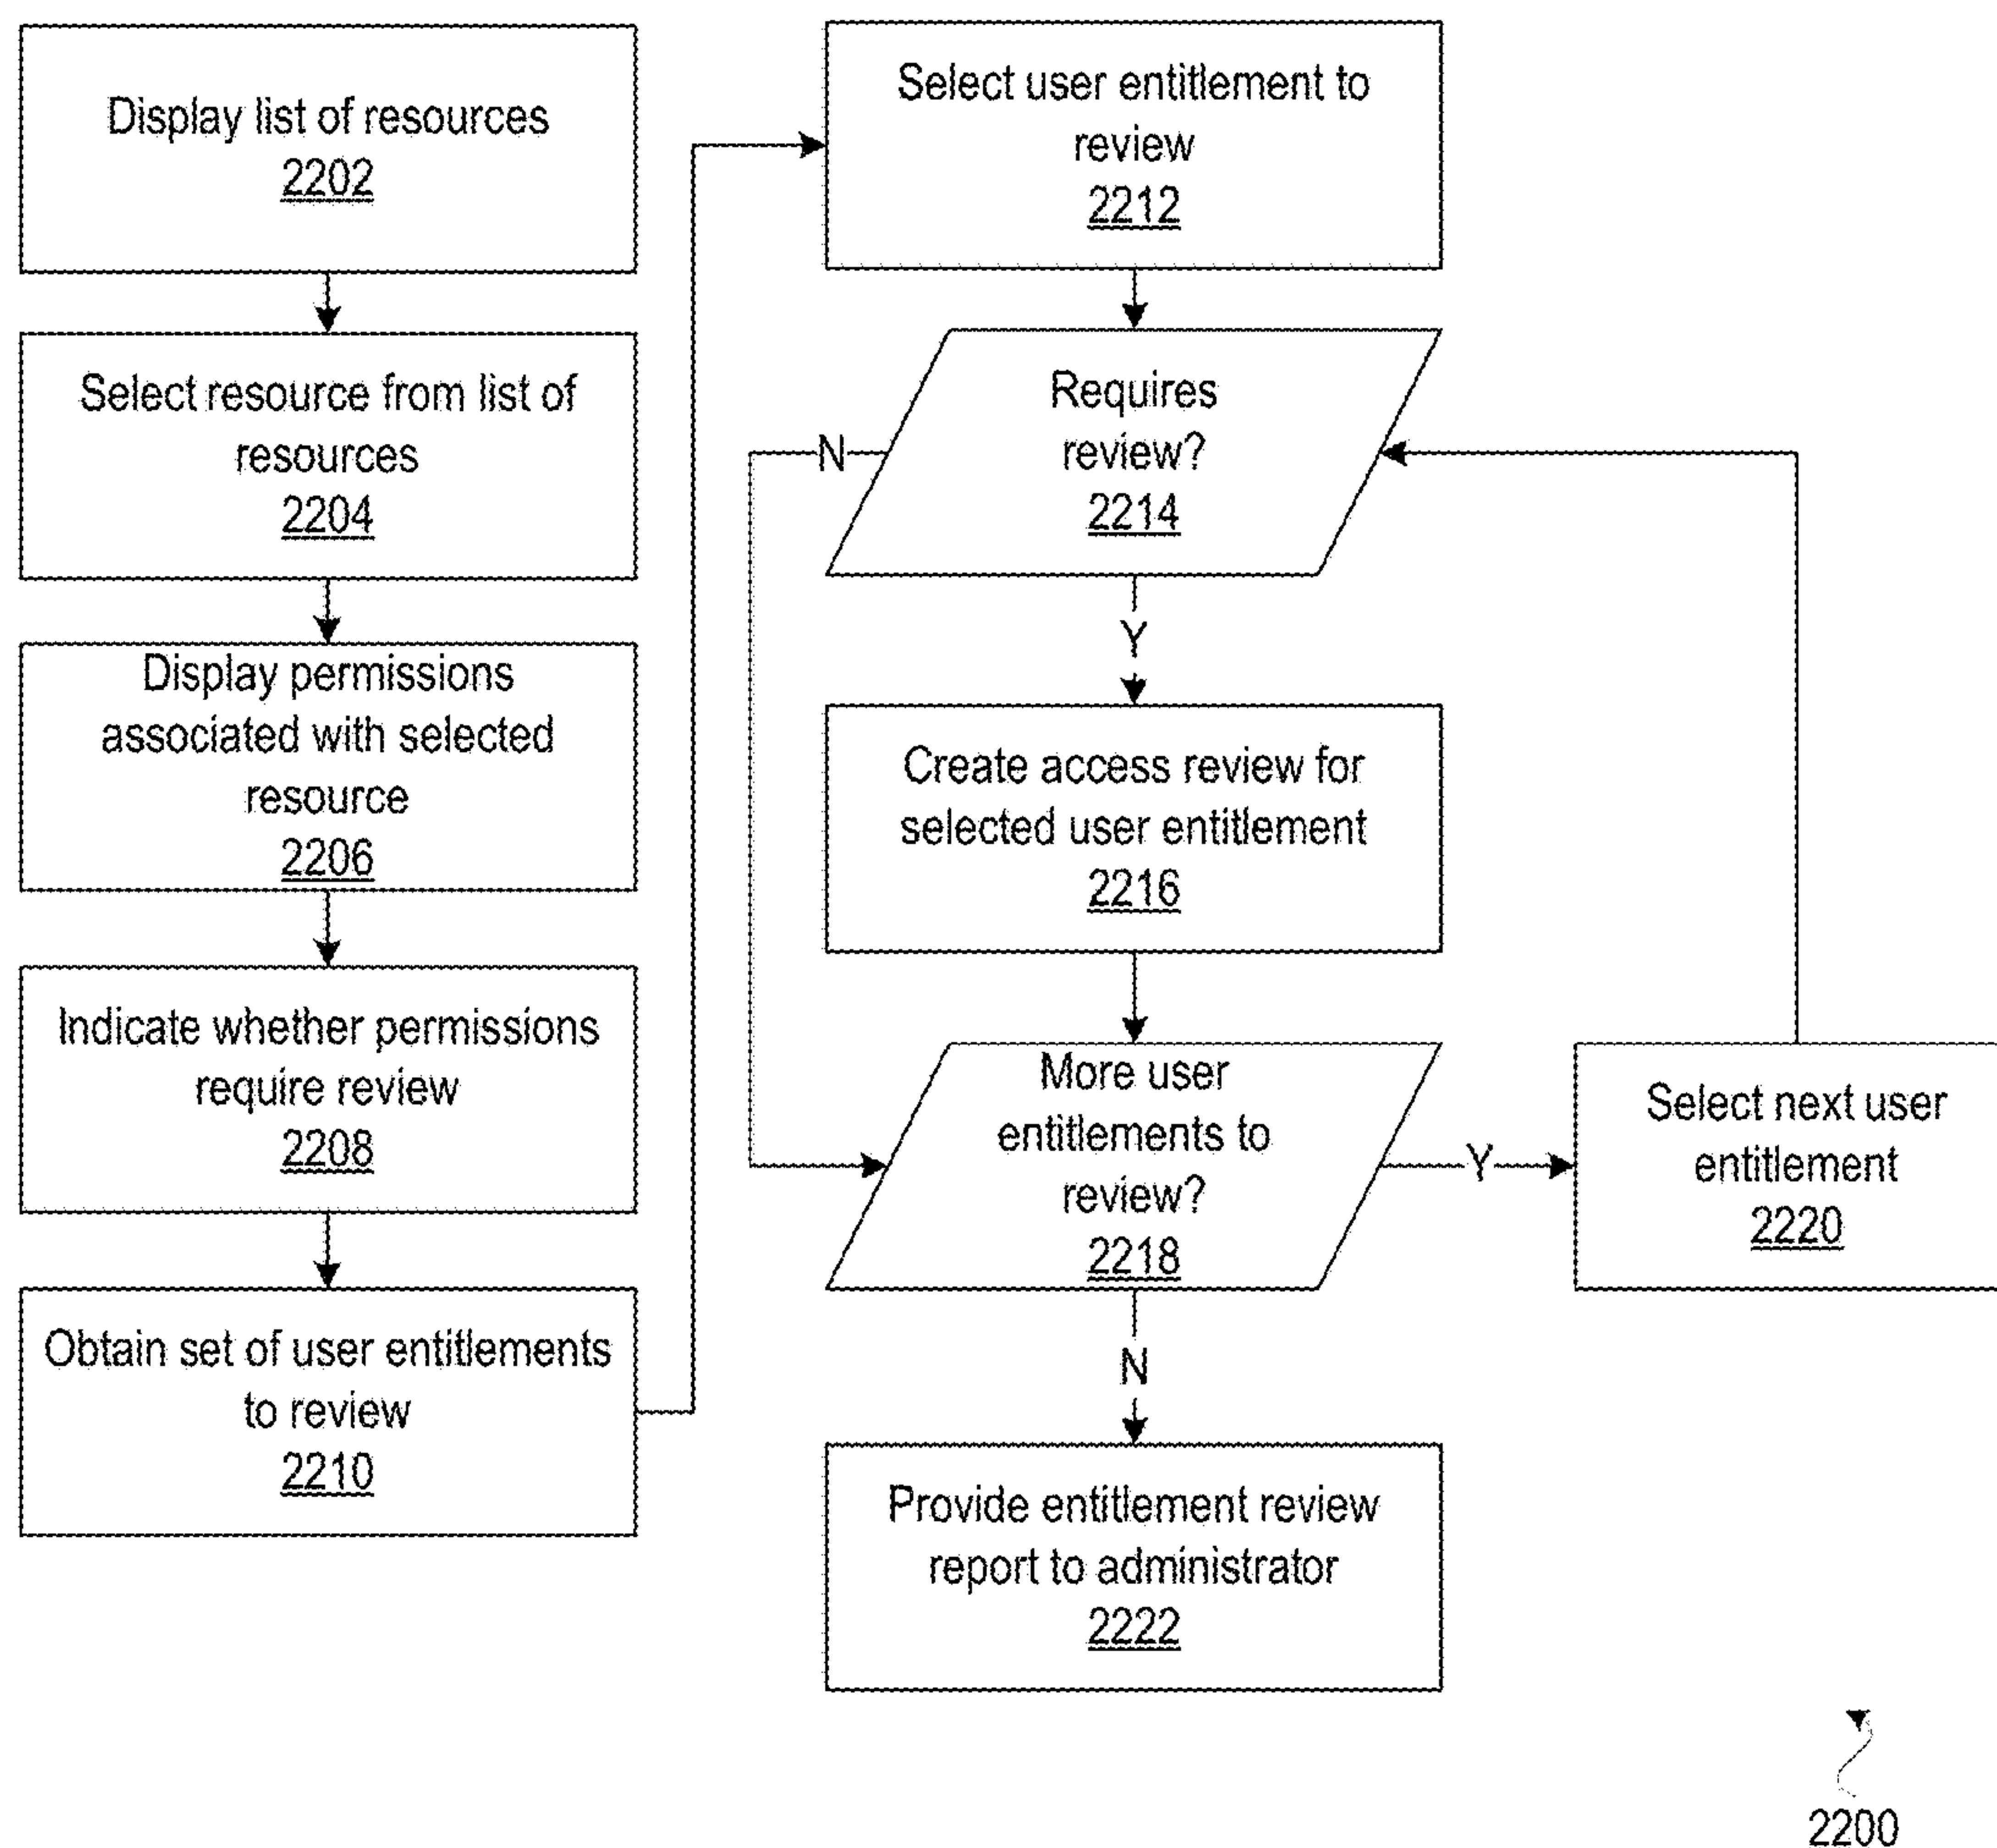 Display list of resources
2202
Select resource from list of
resources
2204
Display permissions
associated with selected
resource
2206
Indicate whether permissions
require review
2208
Obtain set of user entitlements
to review
2210
Select user entitlement to
review
2212
Requires
review?
2214
N
Y
Create access review for
selected user entitlement
2216
More user
entitlements to
review?
2218
Y
Select next user
entitlement
2220
N
Provide entitlement review
report to administrator
2222
2200